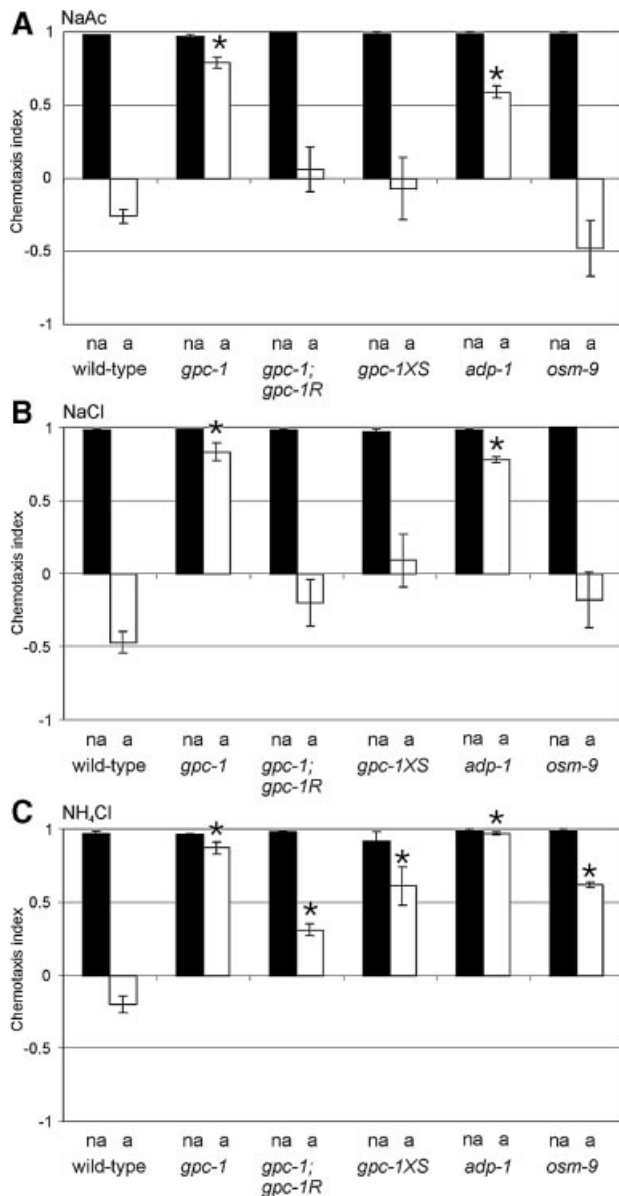 A NaAc
1
*
*
0.5
Chemotaxis index
0
-0.5
-1
na a na a na a na a na a na a
wild-type gpc-1 gpc-1; gpc-1XS adp-1 osm-9
gpc-1R
B NaCl
1
*
*
0.5
Chemotaxis index
0
-0.5
-1
na a na a na a na a na a na a
wild-type gpc-1 gpc-1; gpc-1XS adp-1 osm-9
gpc-1R
C NH₄Cl
1
* *
* *
0.5
*
Chemotaxis index
0
-0.5
-1
na a na a na a na a na a na a
wild-type gpc-1 gpc-1; gpc-1XS adp-1 osm-9
gpc-1R